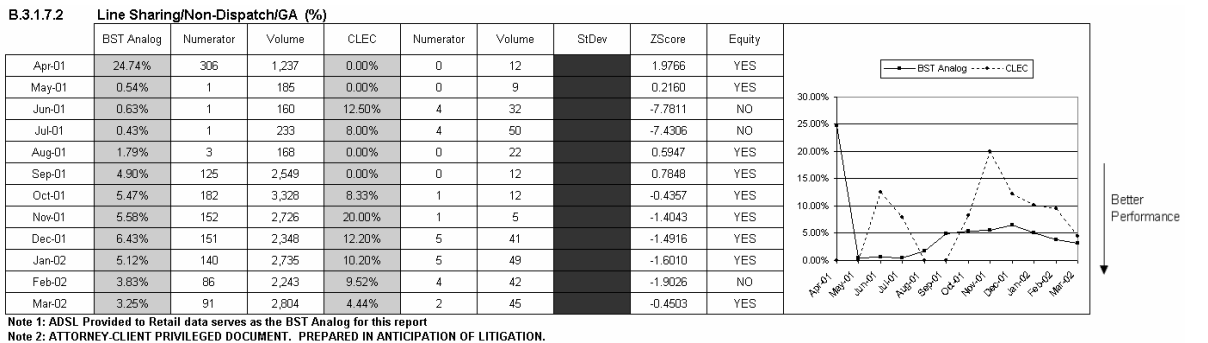 B.3.1.7.2 Line Sharing/Non-Dispatch/GA (%)
BST Analog Numerator Volume CLEC Numerator Volume StDev ZScore Equity
Apr-01 24.74% 306 1,237 0.00% 0 12 1.9766 YES
May-01 0.54% 1 185 0.00% 0 9 0.2160 YES
Jun-01 0.63% 1 160 12.50% 4 32 -7.7811 NO
Jul-01 0.43% 1 233 8.00% 4 50 -7.4306 NO
Aug-01 1.79% 3 168 0.00% 0 22 0.5947 YES
Sep-01 4.90% 125 2,549 0.00% 0 12 0.7848 YES
Oct-01 5.47% 182 3,328 8.33% 1 12 -0.4357 YES
Nov-01 5.58% 152 2,726 20.00% 1 5 -1.4043 YES
Dec-01 6.43% 151 2,348 12.20% 5 41 -1.4916 YES
Jan-02 5.12% 140 2,735 10.20% 5 49 -1.6010 YES
Feb-02 3.83% 86 2,243 9.52% 4 42 -1.9026 NO
Mar-02 3.25% 91 2,804 4.44% 2 45 -0.4503 YES
BST Analog CLEC
30.00%
25.00%
20.00%
15.00%
10.00%
5.00%
0.00%
Apr-01 May-01 Jun-01 Jul-01 Aug-01 Sep-01 Oct-01 Nov-01 Dec-01 Jan-02 Feb-02 Mar-02
Better
Performance
Note 1: ADSL Provided to Retail data serves as the BST Analog for this report
Note 2: ATTORNEY-CLIENT PRIVILEGED DOCUMENT. PREPARED IN ANTICIPATION OF LITIGATION.